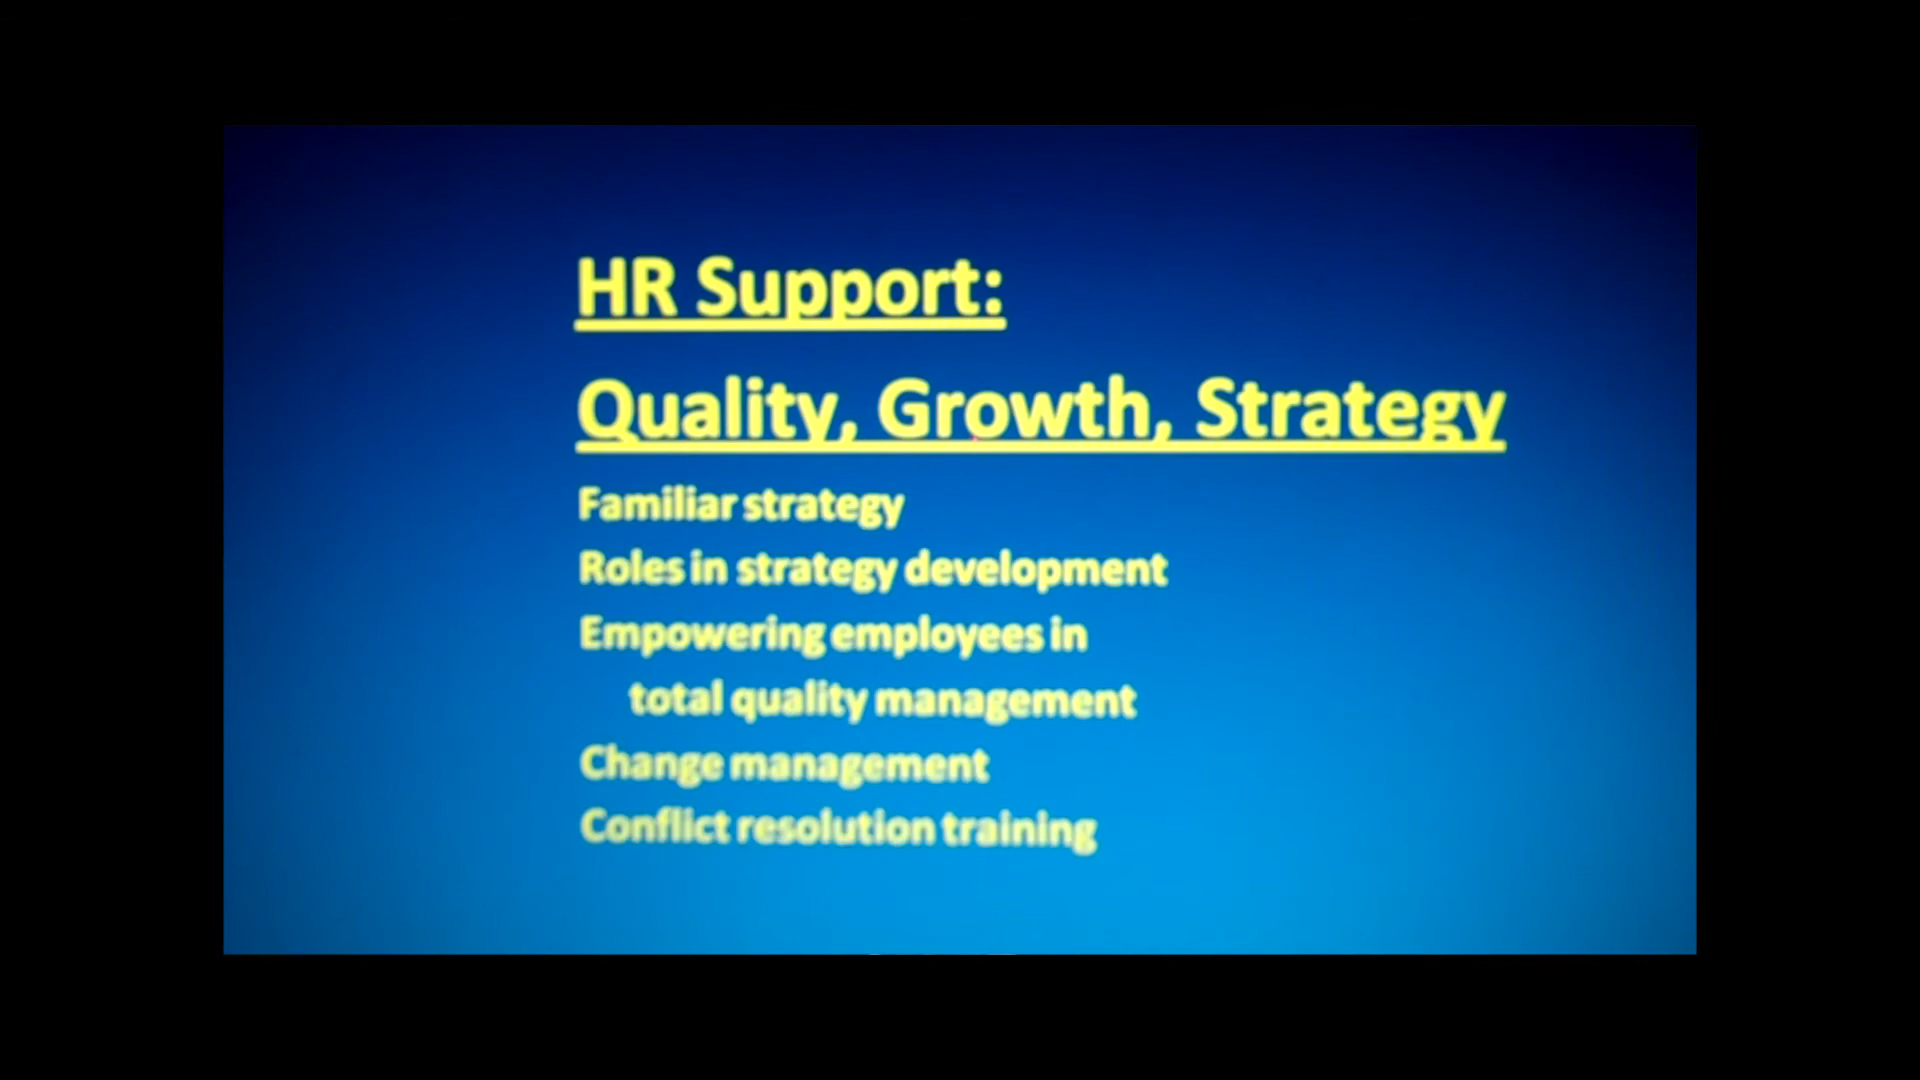 HR Support:
Quality, Growth, Strategy
Familiar strategy
Roles in strategy development
Empowering employees in
total quality management
Change management
Conflict resolution training